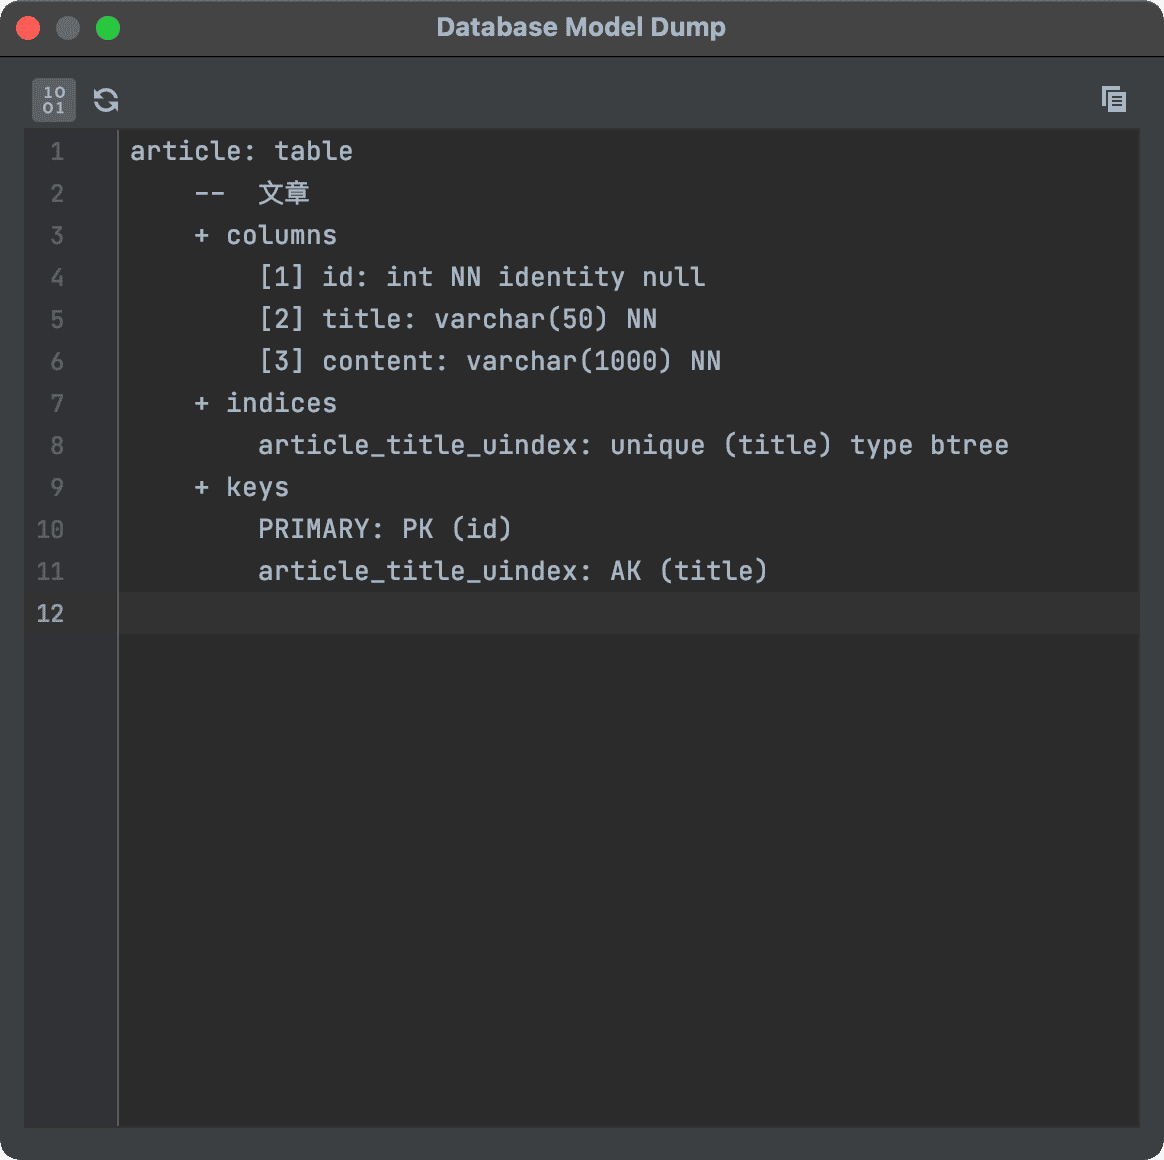 Database Model Dump
10
01
1 article: table
2 -- 文章
3 + columns
4 [1] id: int NN identity null
5 [2] title: varchar(50) NN
6 [3] content: varchar(1000) NN
7 + indices
8 article_title_uindex: unique (title) type btree
9 + keys
10 PRIMARY: PK (id)
11 article_title_uindex: AK (title)
12